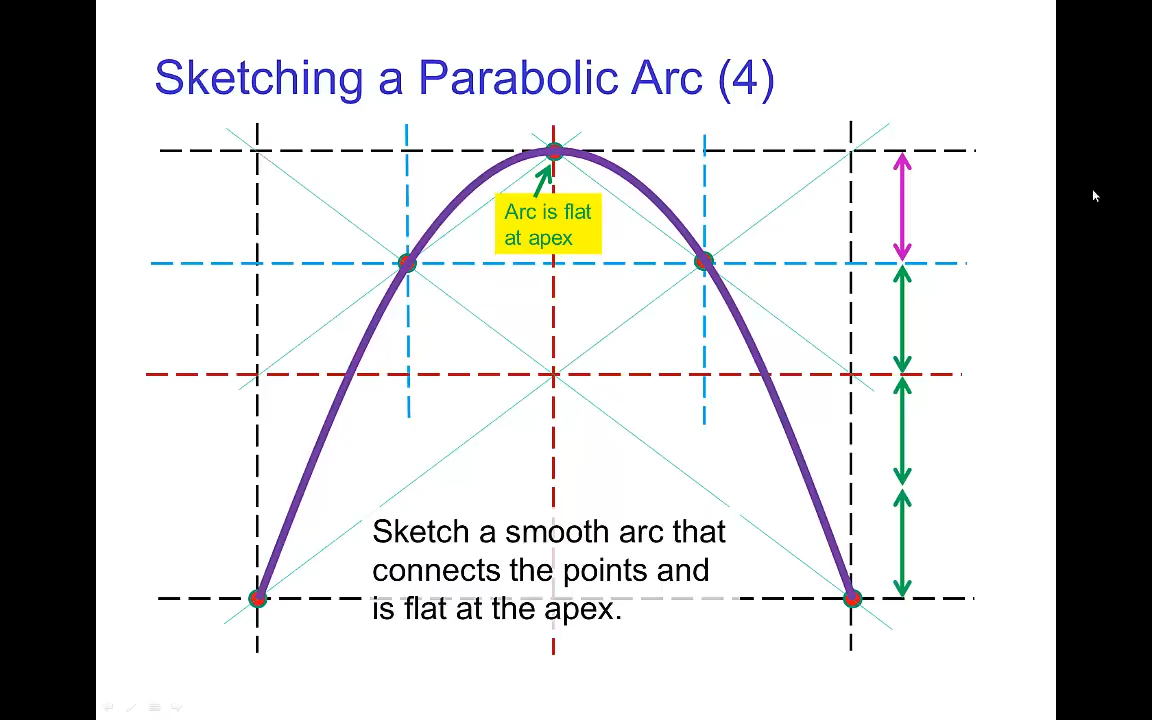 Sketching a Parabolic Arc (4)
Arc is flat
at apex
Sketch a smooth arc that
connects the points and
is flat at the apex.